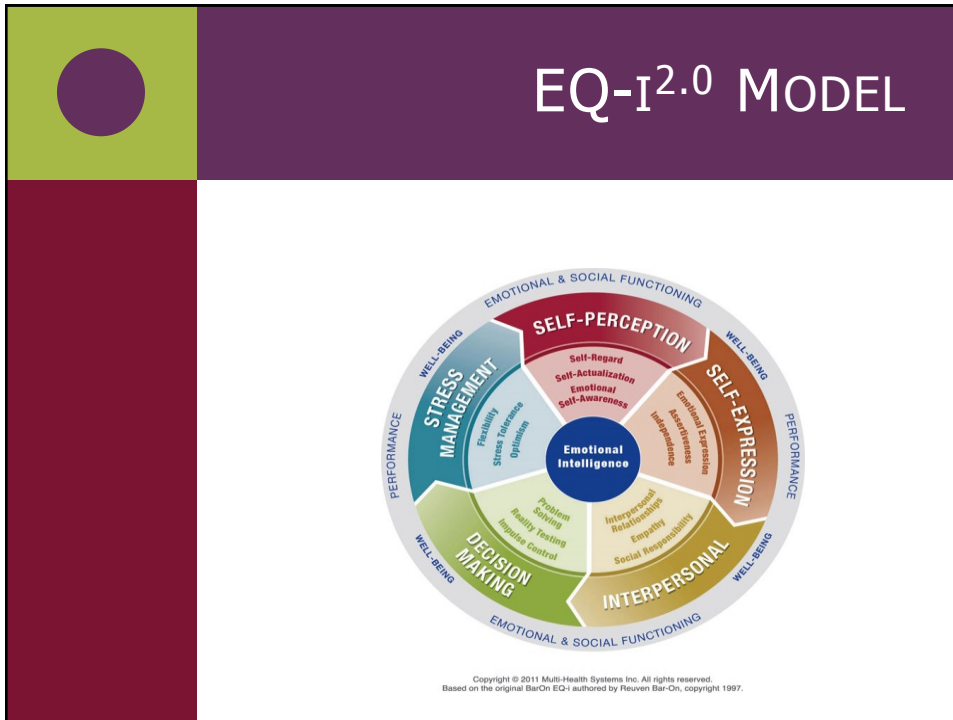 EQ-I2.0 MODEL
EMOTIONAL & SOCIAL FUNCTIONING
WELL-BEING
WELL-BEING
PERFORMANCE
PERFORMANCE
WELL-BEING
WELL-BEING
EMOTIONAL & SOCIAL FUNCTIONING
SELF-PERCEPTION
Self-Regard
Self-Actualization
Emotional
Self-Awareness
SELF-EXPRESSION
Emotional Expression
Assertiveness
Independence
INTERPERSONAL
Interpersonal
Relationships
Empathy
Social Responsibility
DECISION
MAKING
Problem
Solving
Reality Testing
Impulse Control
STRESS
MANAGEMENT
Flexibility
Stress Tolerance
Optimism
Emotional
Intelligence
Copyright © 2011 Multi-Health Systems Inc. All rights reserved.
Based on the original BarOn EQ-i authored by Reuven Bar-On, copyright 1997.